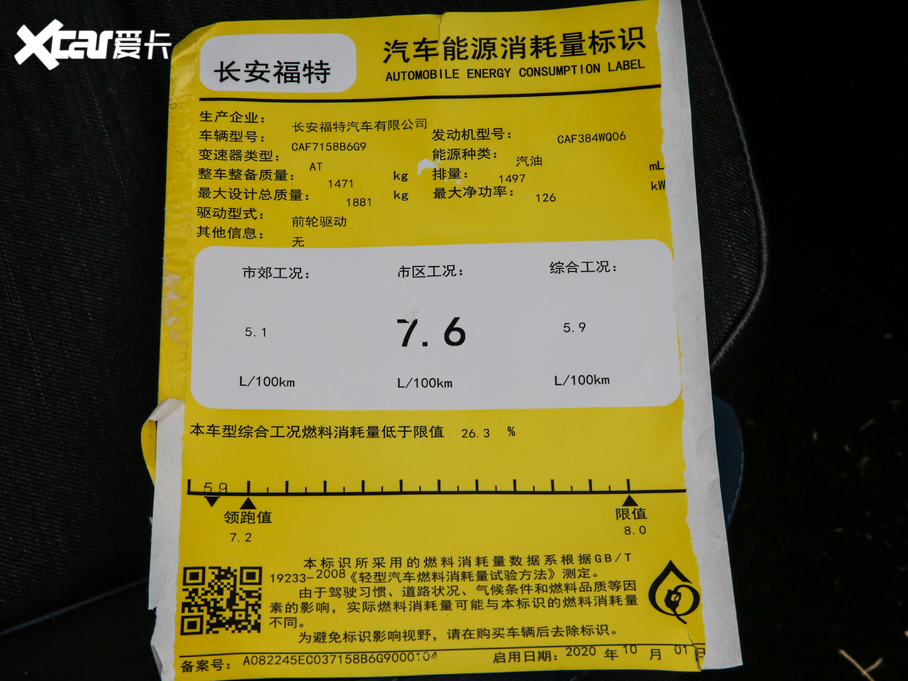 Xcar爱卡
长安福特
汽车能源消耗量标识
AUTOMOBILE ENERGY CONSUMPTION LABEL
生产企业: 长安福特汽车有限公司
车辆型号: CAF7158B6G9 发动机型号: CAF384WQ06
变速器类型: AT 能源种类: 汽油
整车整备质量: 1471 kg 排量: 1497 mL
最大设计总质量: 1881 kg 最大净功率: 126 kW
驱动型式: 前轮驱动
其他信息: 无
市郊工况: 市区工况: 综合工况:
5.1 7.6 5.9
L/100km L/100km L/100km
本车型综合工况燃料消耗量低于限值 26.3 %
5.9
领跑值 限值
7.2 8.0
本标识所采用的燃料消耗量数据系根据GB/T
19233-2008《轻型汽车燃料消耗量试验方法》测定。
由于驾驶习惯、道路状况、气候条件和燃料品质等因
素的影响，实际燃料消耗量可能与本标识的燃料消耗量
不同。
为避免标识影响视野，请在购买车辆后去除标识。
备案号: A082245EC037158B6G9000104 启用日期: 2020 年 10 月 01 日